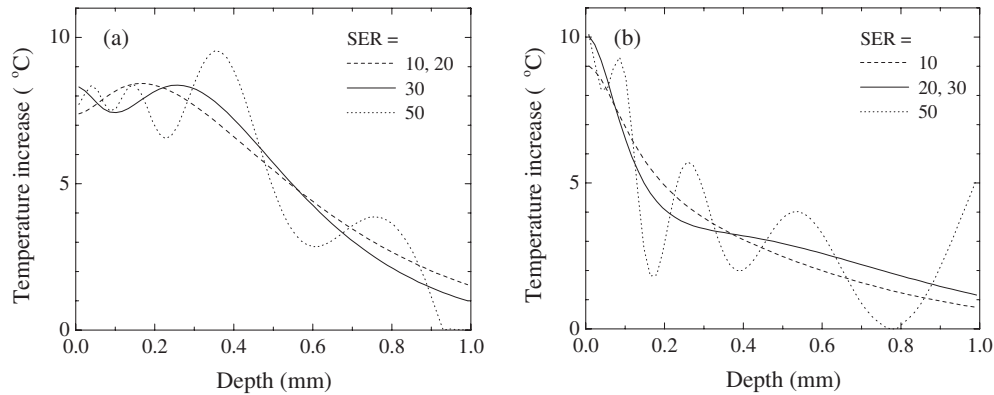 (a)
SER =
10, 20
30
50
10
5
0
0.0 0.2 0.4 0.6 0.8 1.0
Depth (mm)
Temperature increase ( °C)
(b)
SER =
10
20, 30
50
10
5
0
0.0 0.2 0.4 0.6 0.8 1.0
Depth (mm)
Temperature increase ( °C)